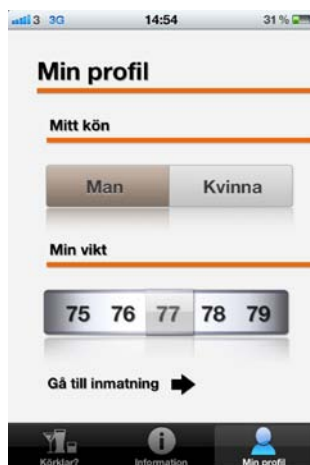 3 3G 14:54 31 %
Min profil
Mitt kön
Man Kvinna
Min vikt
75 76 77 78 79
Gå till inmatning
Körklar? Information Min profil